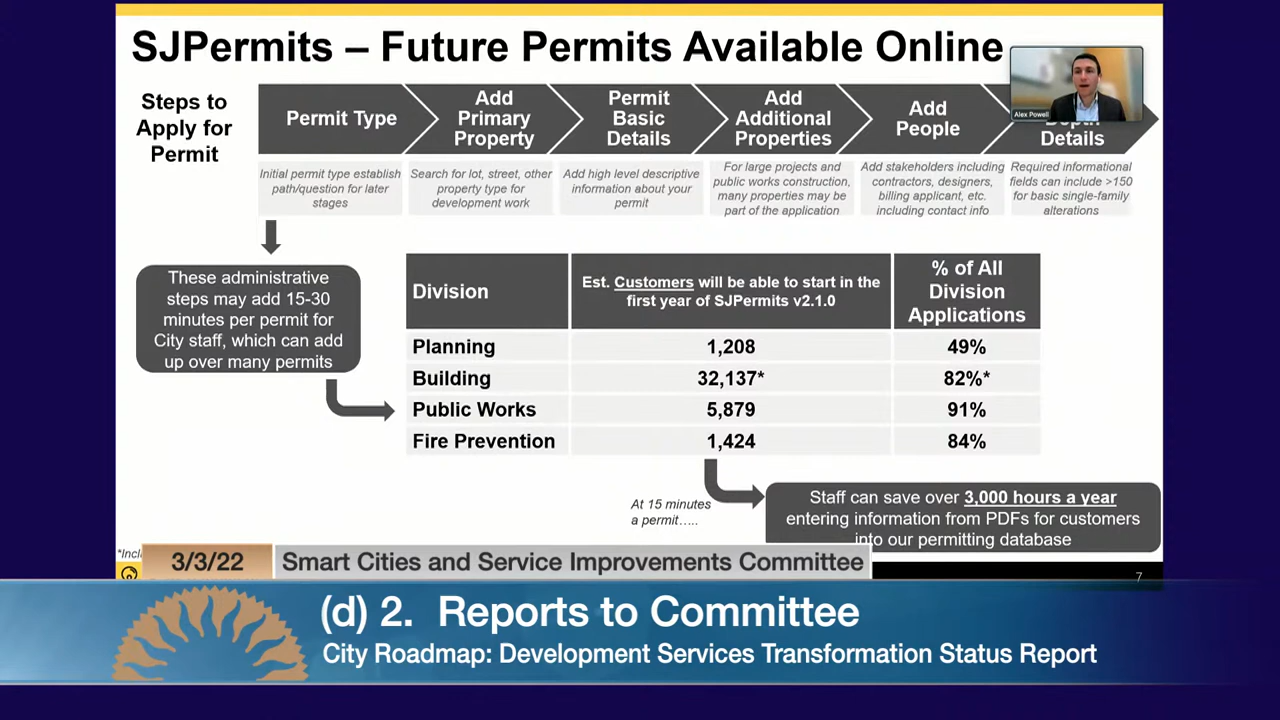 SJPermits – Future Permits Available Online
Alex Powell
Steps to
Apply for
Permit
Permit Type
Add
Primary
Property
Permit
Basic
Details
Add
Additional
Properties
Add
People
Depth
Details
Initial permit type establish
path/question for later
stages
Search for lot, street, other
property type for
development work
Add high level descriptive
information about your
permit
For large projects and
public works construction,
many properties may be
part of the application
Add stakeholders including
contractors, designers,
billing applicant, etc.
including contact info
Required informational
fields can include >150
for basic single-family
alterations
These administrative
steps may add 15-30
minutes per permit for
City staff, which can add
up over many permits
Division
Est. Customers will be able to start in the
first year of SJPermits v2.1.0
% of All
Division
Applications
Planning 1,208 49%
Building 32,137* 82%*
Public Works 5,879 91%
Fire Prevention 1,424 84%
At 15 minutes
a permit…..
Staff can save over 3,000 hours a year
entering information from PDFs for customers
into our permitting database
7
3/3/22
Smart Cities and Service Improvements Committee
(d) 2. Reports to Committee
City Roadmap: Development Services Transformation Status Report